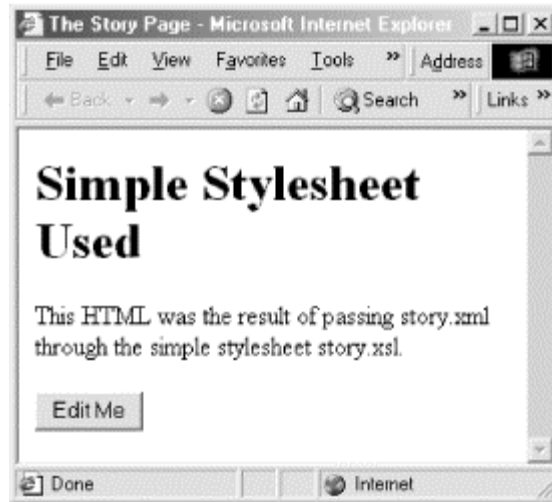 The Story Page - Microsoft Internet Explorer
File Edit View Favorites Tools » Address
Back Search » Links »
Simple Stylesheet
Used
This HTML was the result of passing story.xml
through the simple stylesheet story.xsl.
Edit Me
Done Internet